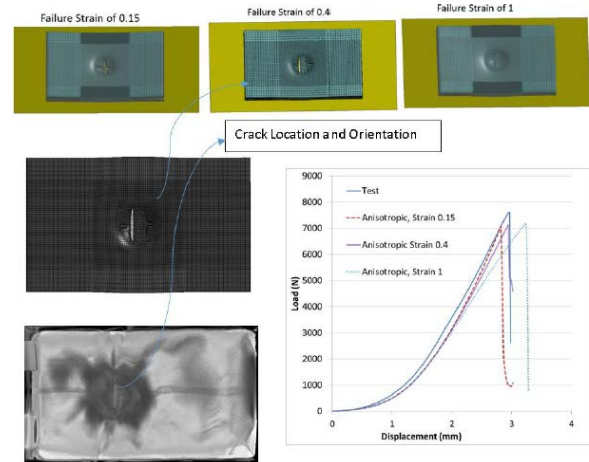 Failure Strain of 0.15
Failure Strain of 0.4
Failure Strain of 1
Crack Location and Orientation
9000
8000
7000
6000
5000
4000
3000
2000
1000
0
Load (N)
Test
Anisotropic, Strain 0.15
Anisotropic Strain 0.4
Anisotropic, Strain 1
0 1 2 3 4
Displacement (mm)